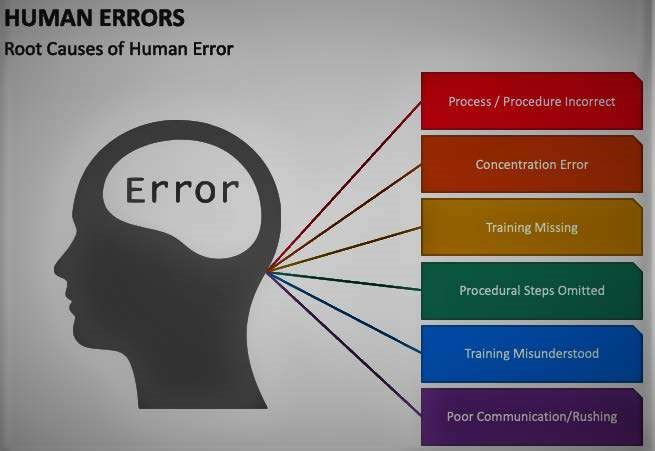 HUMAN ERRORS
Root Causes of Human Error
Error
Process / Procedure Incorrect
Concentration Error
Training Missing
Procedural Steps Omitted
Training Misunderstood
Poor Communication/Rushing